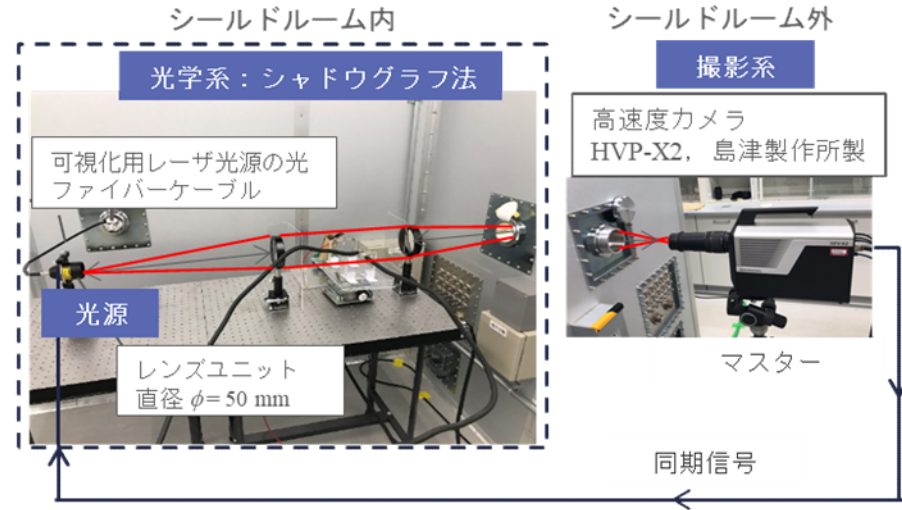 シールドルーム内
シールドルーム外
光学系：シャドウグラフ法
撮影系
高速度カメラ
HVP-X2, 島津製作所製
可視化用レーザ光源の光
ファイバーケーブル
光源
レンズユニット
直径 ϕ= 50 mm
マスター
同期信号